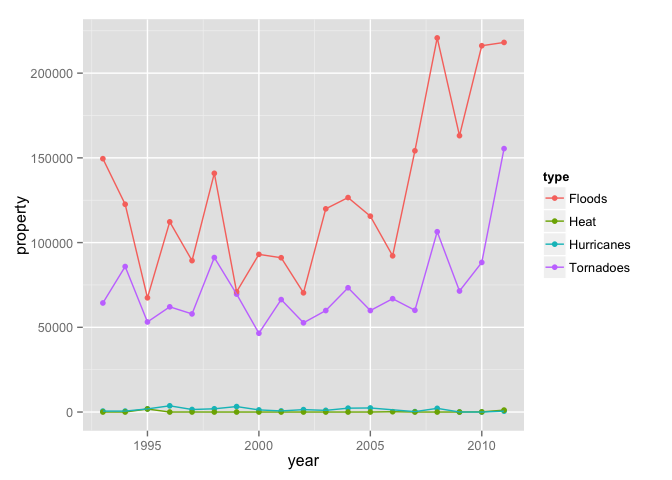 200000
150000
100000
50000
0
property
1995 2000 2005 2010
year
type
Floods
Heat
Hurricanes
Tornadoes